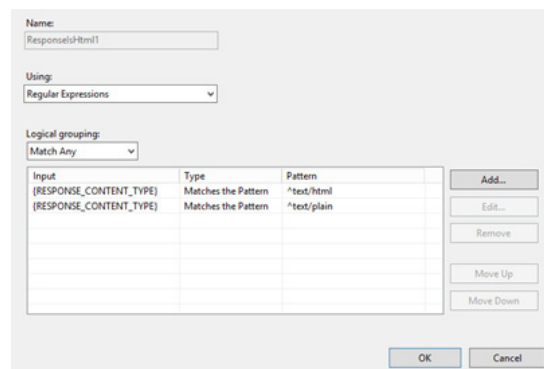 Name:
ResponseIsHtml1
Using:
Regular Expressions
Logical grouping:
Match Any
Input Type Pattern
{RESPONSE_CONTENT_TYPE} Matches the Pattern ^text/html
{RESPONSE_CONTENT_TYPE} Matches the Pattern ^text/plain
Add...
Edit...
Remove
Move Up
Move Down
OK Cancel